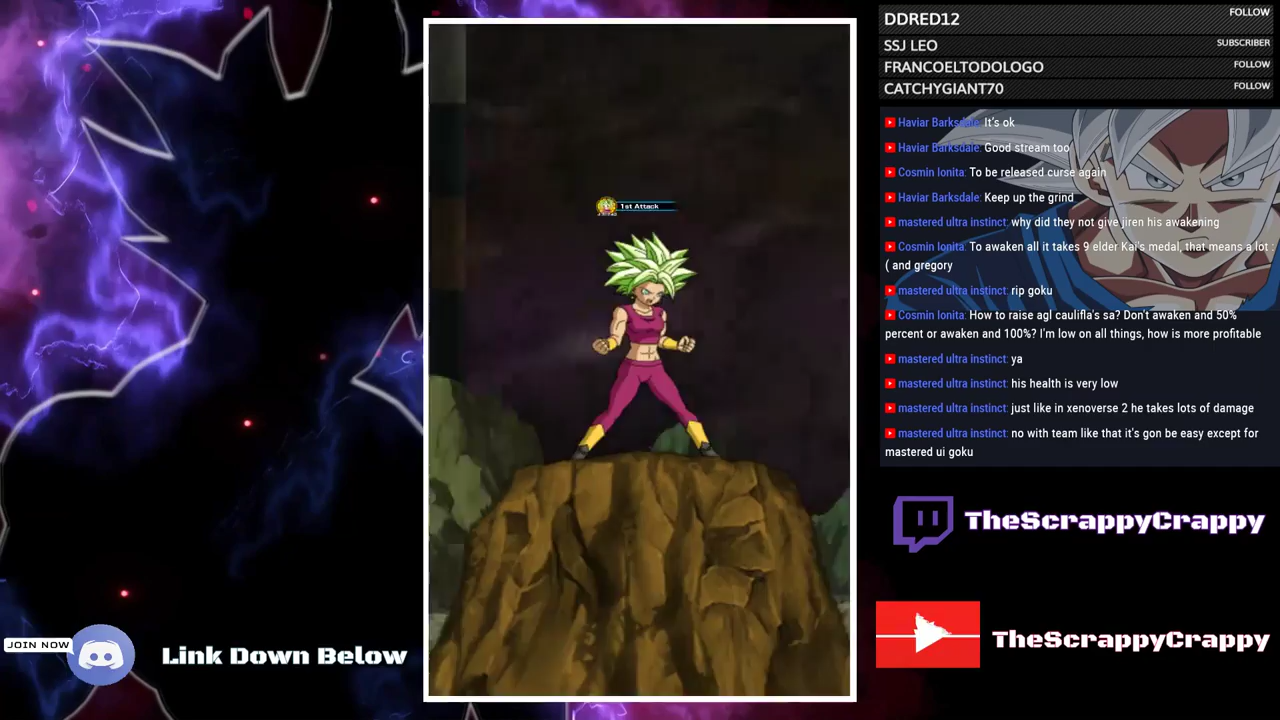 DDRED12 FOLLOW
SSJ LEO SUBSCRIBER
FRANCOELTODOLOGO FOLLOW
CATCHYGIANT70 FOLLOW
Haviar Barksdale: It's ok
Haviar Barksdale: Good stream too
Cosmin Ionita: To be released curse again
Haviar Barksdale: Keep up the grind
mastered ultra instinct: why did they not give jiren his awakening
Cosmin Ionita: To awaken all it takes 9 elder Kai's medal, that means a lot :
( and gregory
mastered ultra instinct: rip goku
Cosmin Ionita: How to raise agl caulifla's sa? Don't awaken and 50%
percent or awaken and 100%? I'm low on all things, how is more profitable
mastered ultra instinct: ya
mastered ultra instinct: his health is very low
mastered ultra instinct: just like in xenoverse 2 he takes lots of damage
mastered ultra instinct: no with team like that it's gon be easy except for
mastered ui goku
1st Attack
TheScrappyCrappy
TheScrappyCrappy
JOIN NOW
Link Down Below